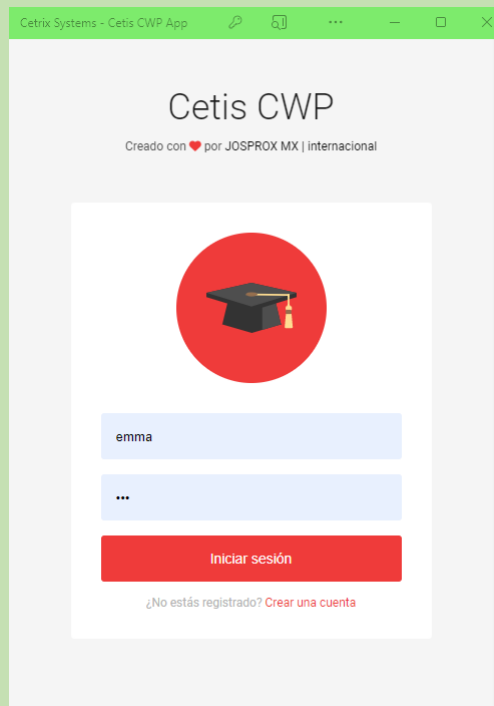 Cetrix Systems - Cetis CWP App
Cetis CWP
Creado con ❤ por JOSPROX MX | internacional
emma
•••
Iniciar sesión
¿No estás registrado? Crear una cuenta